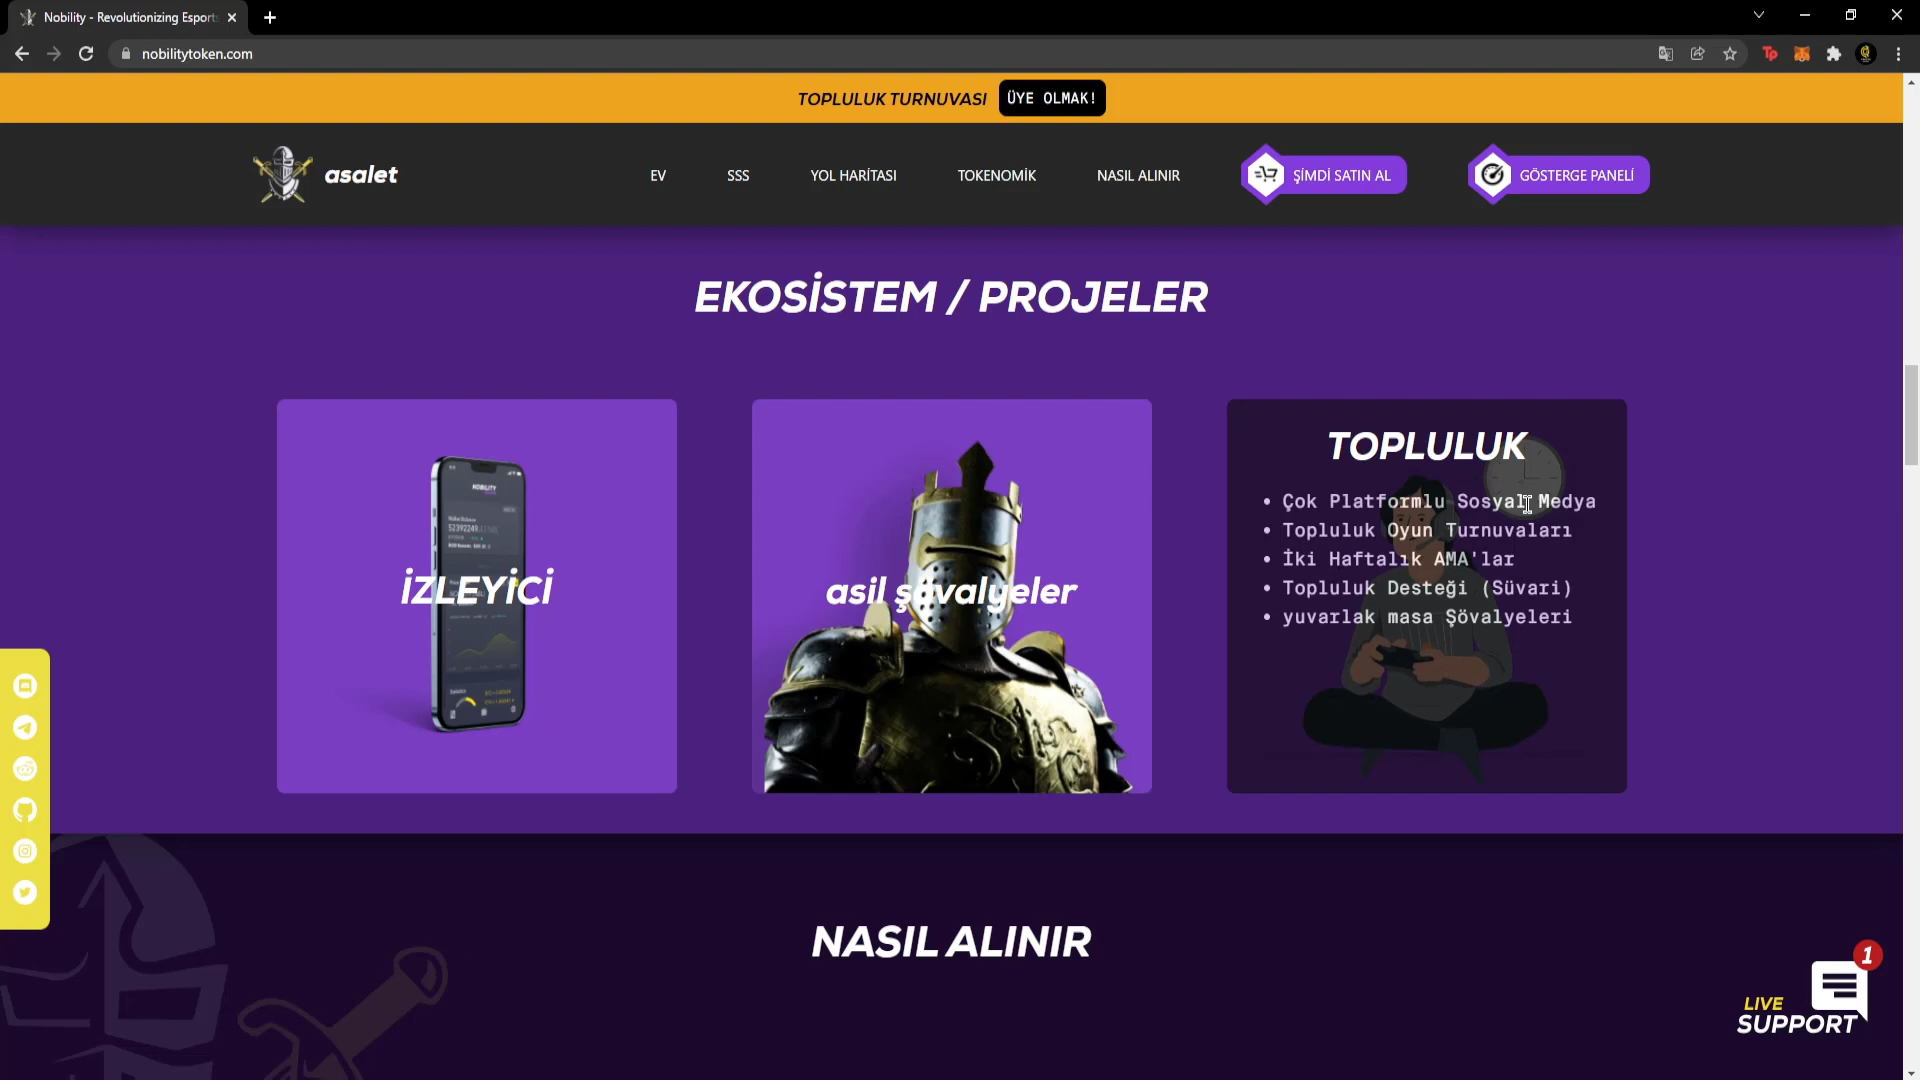 Nobility - Revolutionizing Esports
nobilitytoken.com
TOPLULUK TURNUVASI
ÜYE OLMAK!
asalet
EV
SSS
YOL HARİTASI
TOKENOMİK
NASIL ALINIR
ŞİMDİ SATIN AL
GÖSTERGE PANELİ
EKOSİSTEM / PROJELER
İZLEYİCİ
NOBILITY
asil şövalyeler
TOPLULUK
• Çok Platformlu Sosyal Medya
• Topluluk Oyun Turnuvaları
• İki Haftalık AMA'lar
• Topluluk Desteği (Süvari)
• yuvarlak masa Şövalyeleri
NASIL ALINIR
1
LIVE
SUPPORT